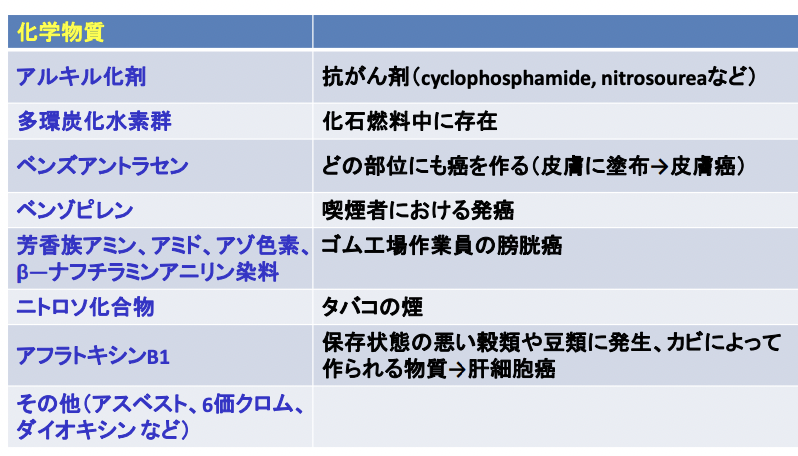 化学物質
アルキル化剤 抗がん剤（cyclophosphamide, nitrosoureaなど）
多環炭化水素群 化石燃料中に存在
ベンズアントラセン どの部位にも癌を作る（皮膚に塗布→皮膚癌）
ベンゾピレン 喫煙者における発癌
芳香族アミン、アミド、アゾ色素、 ゴム工場作業員の膀胱癌
β―ナフチラミンアニリン染料
ニトロソ化合物 タバコの煙
アフラトキシンB1
保存状態の悪い穀類や豆類に発生、カビによって
作られる物質→肝細胞癌
その他（アスベスト、6価クロム、
ダイオキシン など）